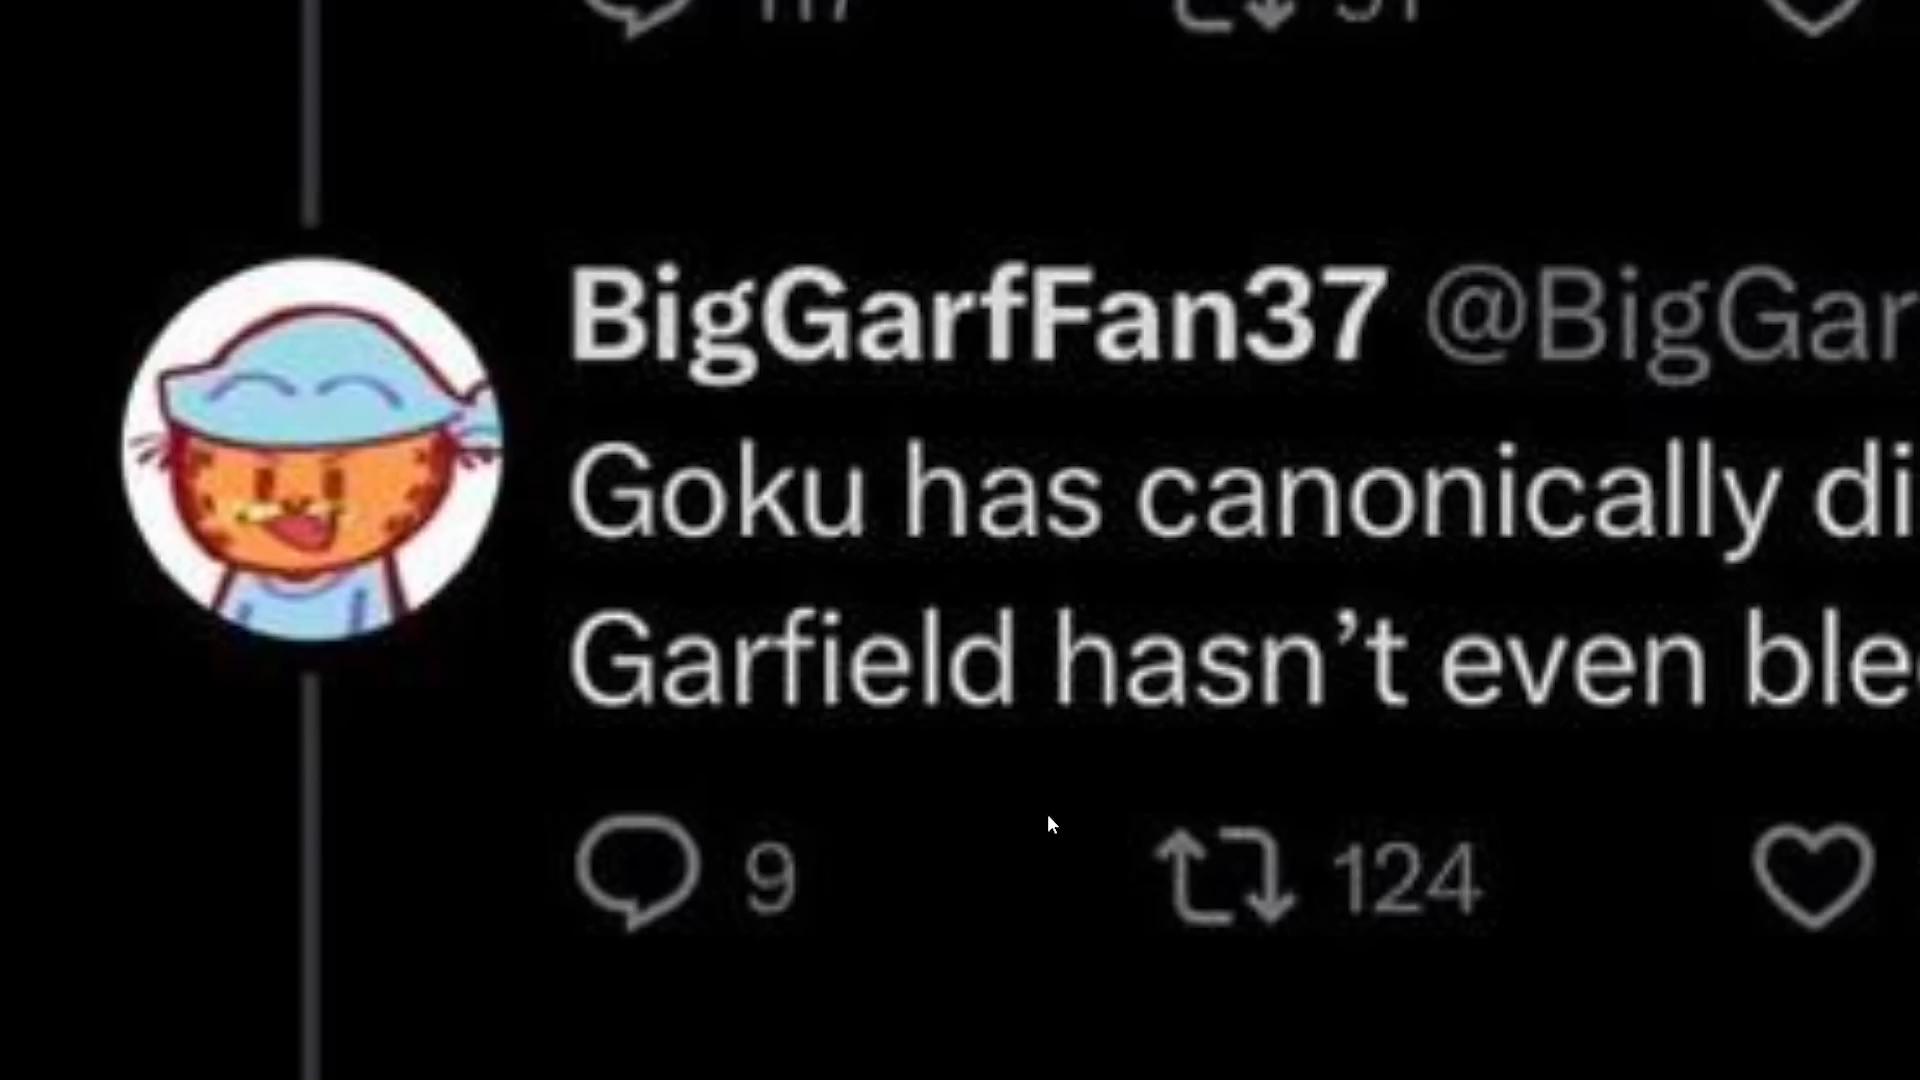 BigGarfFan37 @BigGar
Goku has canonically di
Garfield hasn’t even ble
9 124